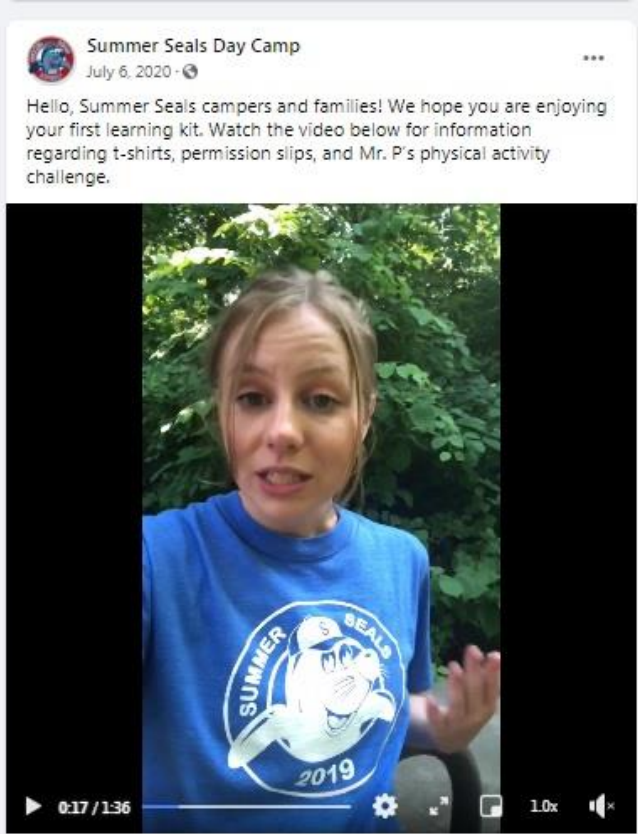 Summer Seals Day Camp
July 6, 2020 ·
Hello, Summer Seals campers and families! We hope you are enjoying
your first learning kit. Watch the video below for information
regarding t-shirts, permission slips, and Mr. P's physical activity
challenge.
SUMMER SEALS
S
2019
0:17 / 1:36
1.0x